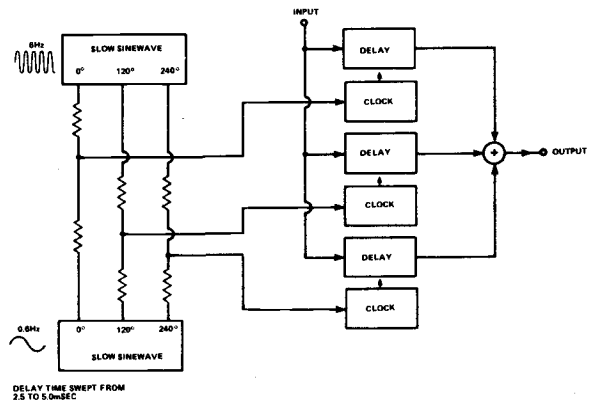 INPUT
6Hz
SLOW SINEWAVE
0° 120° 240°
DELAY
CLOCK
DELAY
+
OUTPUT
CLOCK
DELAY
CLOCK
0.6Hz
0° 120° 240°
SLOW SINEWAVE
DELAY TIME SWEPT FROM
2.5 TO 5.0mSEC